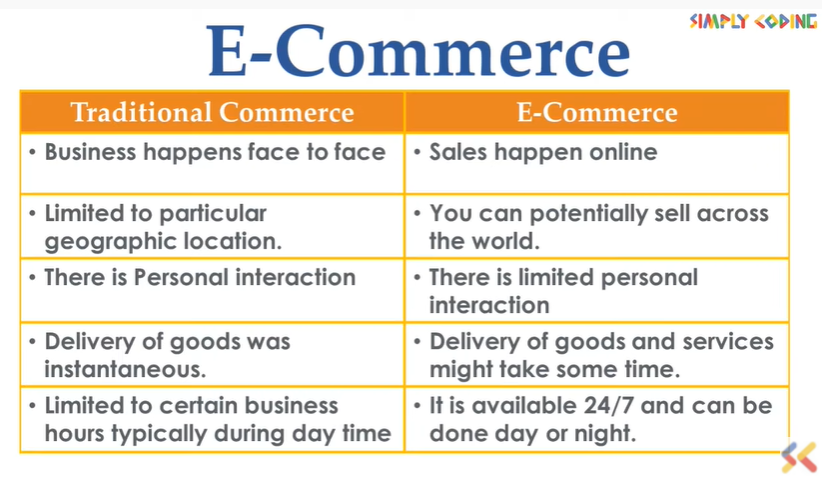 SIMPLY CODING
E-Commerce
Traditional Commerce
E-Commerce
• Business happens face to face
• Sales happen online
• Limited to particular
geographic location.
• You can potentially sell across
the world.
• There is Personal interaction
• There is limited personal
interaction
• Delivery of goods was
instantaneous.
• Delivery of goods and services
might take some time.
• Limited to certain business
hours typically during day time
• It is available 24/7 and can be
done day or night.